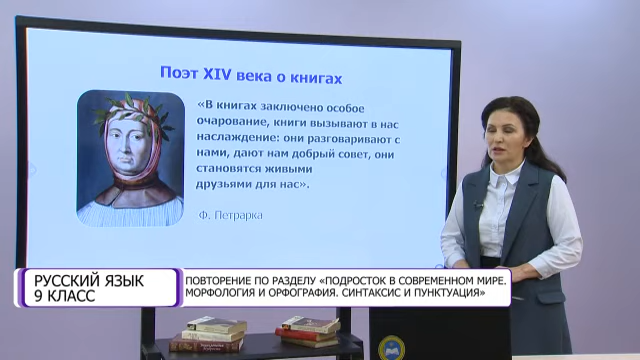 Поэт XIV века о книгах
«В книгах заключено особое
очарование, книги вызывают в нас
наслаждение: они разговаривают с
нами, дают нам добрый совет, они
становятся живыми
друзьями для нас».
Ф. Петрарка
РУССКИЙ ЯЗЫК
9 КЛАСС
ПОВТОРЕНИЕ ПО РАЗДЕЛУ «ПОДРОСТОК В СОВРЕМЕННОМ МИРЕ.
МОРФОЛОГИЯ И ОРФОГРАФИЯ. СИНТАКСИС И ПУНКТУАЦИЯ»